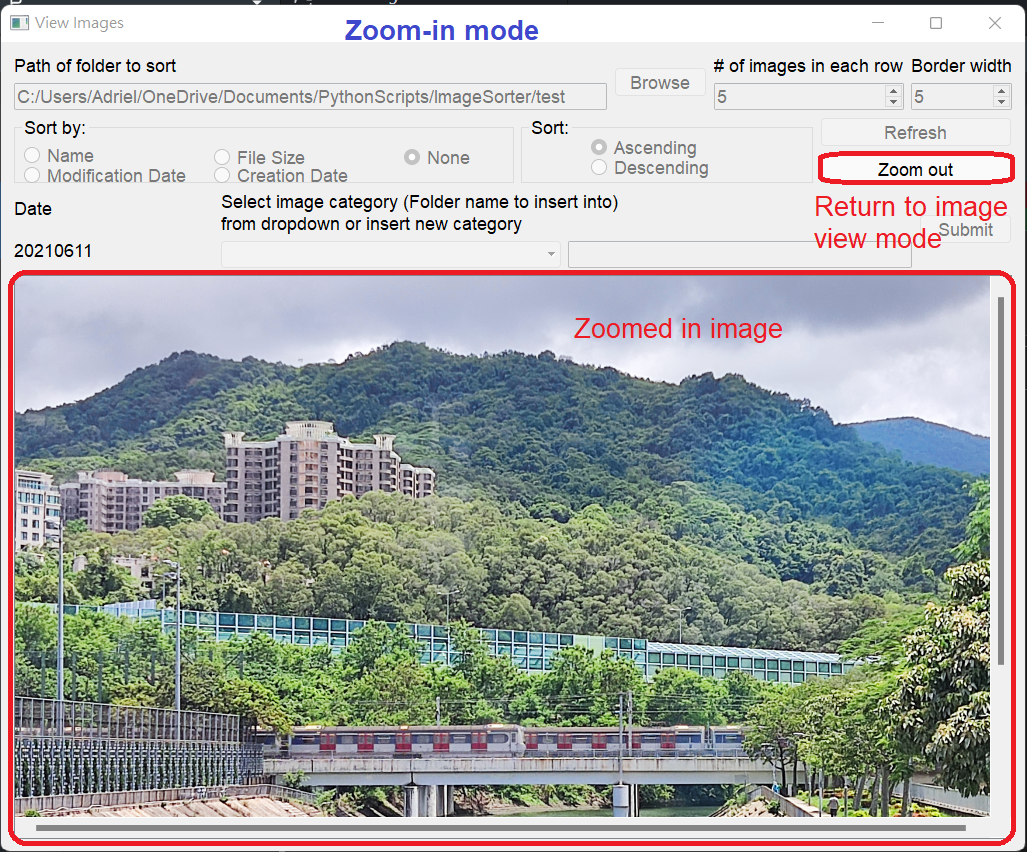 View Images
Zoom-in mode
Path of folder to sort
# of images in each row
Border width
C:/Users/Adriel/OneDrive/Documents/PythonScripts/ImageSorter/test
Browse
5
5
Sort by:
Sort:
Refresh
Name
File Size
None
Ascending
Modification Date
Creation Date
Descending
Zoom out
Date
Select image category (Folder name to insert into)
from dropdown or insert new category
Return to image
view mode
Submit
20210611
Zoomed in image